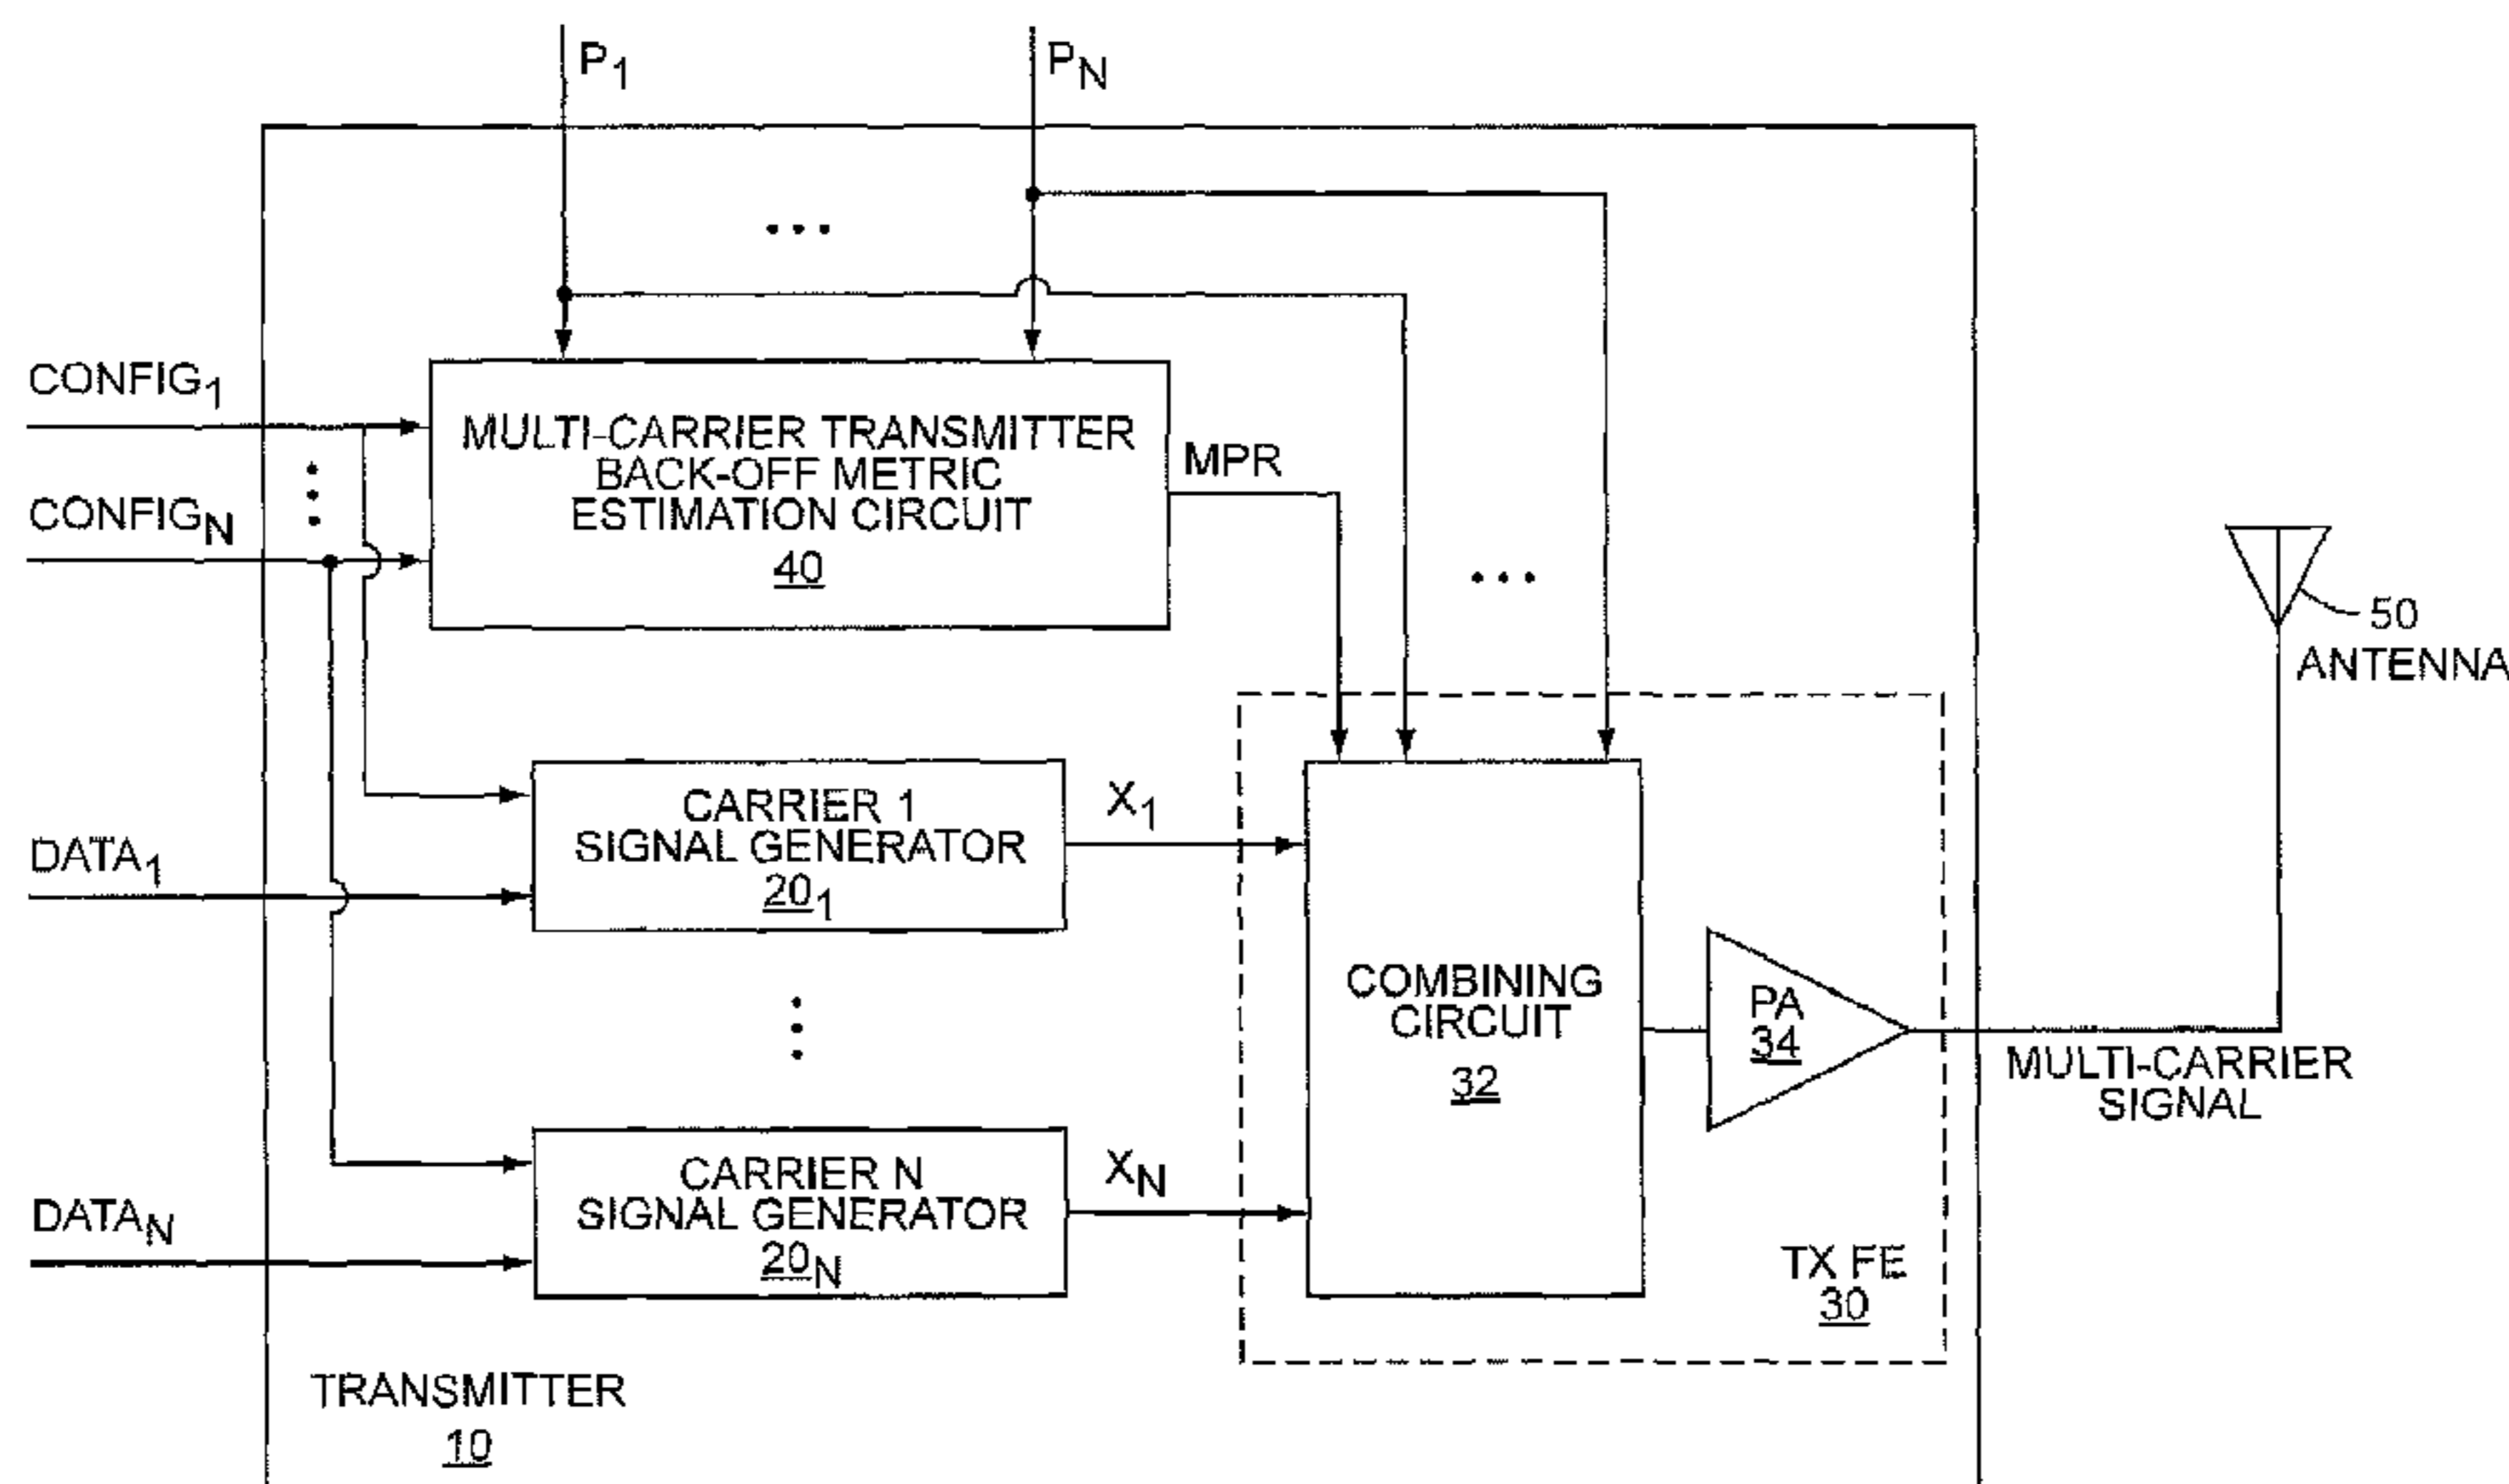 P1
PN
CONFIG1
MULTI-CARRIER TRANSMITTER
BACK-OFF METRIC
ESTIMATION CIRCUIT
40
MPR
CONFIGN
50
ANTENNA
CARRIER 1
SIGNAL GENERATOR
201
X1
DATA1
COMBINING
CIRCUIT
32
PA
34
MULTI-CARRIER
SIGNAL
CARRIER N
SIGNAL GENERATOR
20N
XN
DATAN
TX FE
30
TRANSMITTER
10